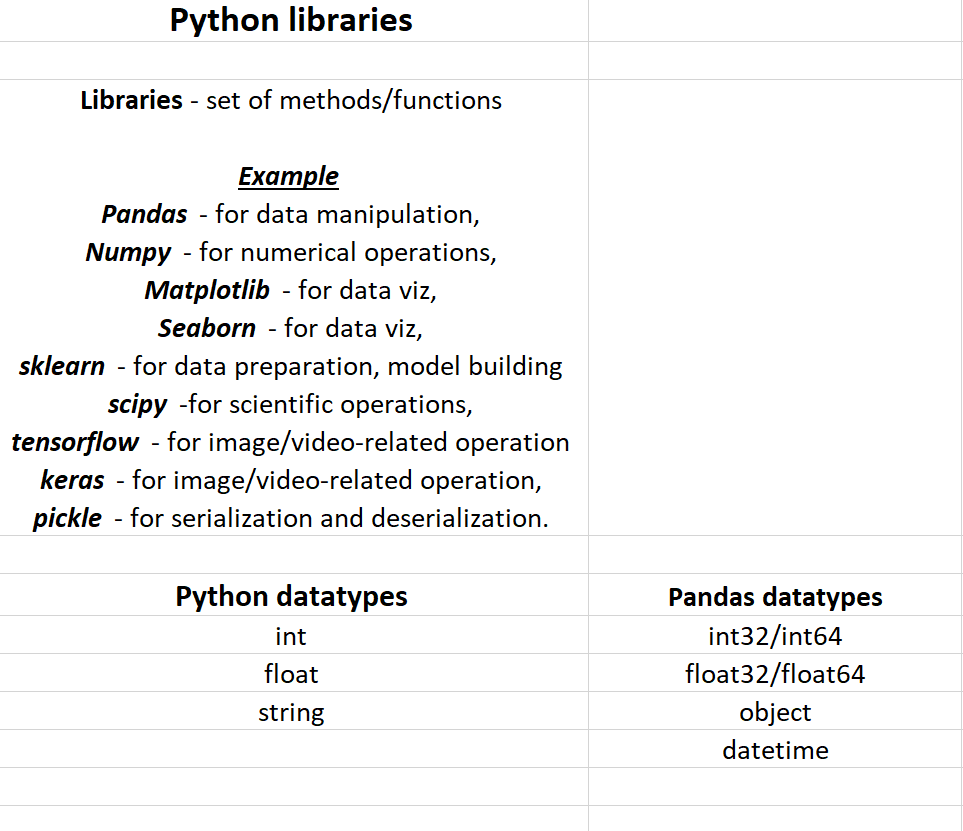 Python libraries
Libraries - set of methods/functions
Example
Pandas - for data manipulation,
Numpy - for numerical operations,
Matplotlib - for data viz,
Seaborn - for data viz,
sklearn - for data preparation, model building
scipy -for scientific operations,
tensorflow - for image/video-related operation
keras - for image/video-related operation,
pickle - for serialization and deserialization.
Python datatypes Pandas datatypes
int int32/int64
float float32/float64
string object
datetime